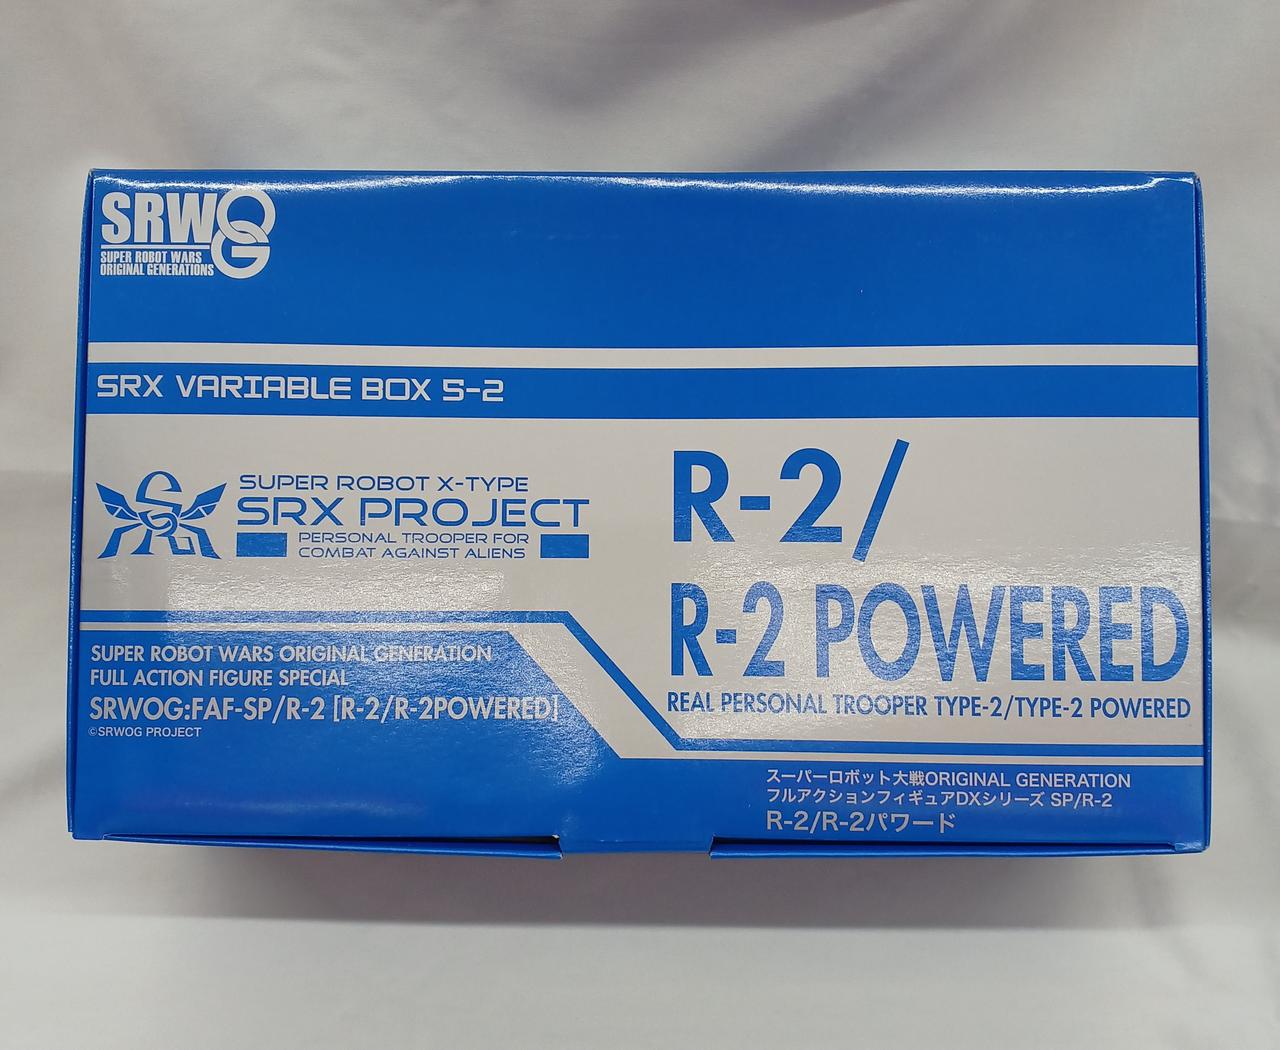 SRWOG
SUPER ROBOT WARS
ORIGINAL GENERATIONS
SRX VARIABLE BOX 5-2
SUPER ROBOT X-TYPE
SRX PROJECT
PERSONAL TROOPER FOR
COMBAT AGAINST ALIENS
R-2/
R-2 POWERED
REAL PERSONAL TROOPER TYPE-2/TYPE-2 POWERED
SUPER ROBOT WARS ORIGINAL GENERATION
FULL ACTION FIGURE SPECIAL
SRWOG:FAF-SP/R-2 [R-2/R-2POWERED]
©SRWOG PROJECT
スーパーロボット大戦ORIGINAL GENERATION
フルアクションフィギュアDXシリーズ SP/R-2
R-2/R-2パワード